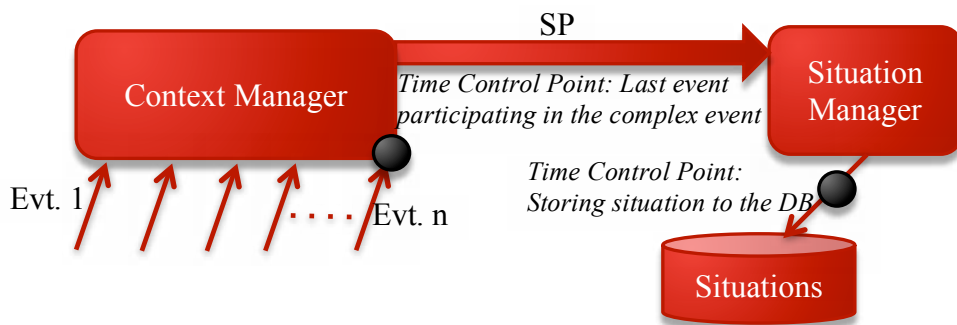 SP
Context Manager
Time Control Point: Last event
participating in the complex event
Situation
Manager
Evt. 1
Evt. n
Time Control Point:
Storing situation to the DB
Situations